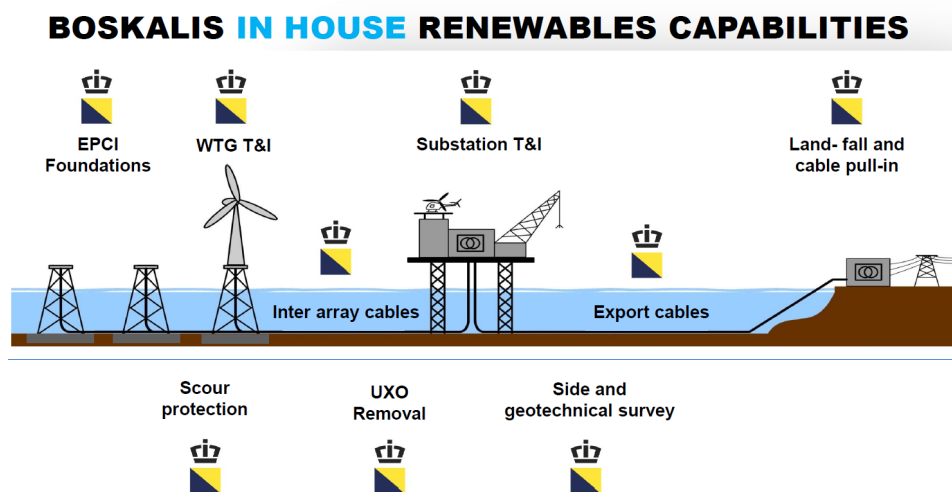 BOSKALIS IN HOUSE RENEWABLES CAPABILITIES
EPCI
Foundations
WTG T&I
Substation T&I
Land- fall and
cable pull-in
Inter array cables
Export cables
Scour
protection
UXO
Removal
Side and
geotechnical survey